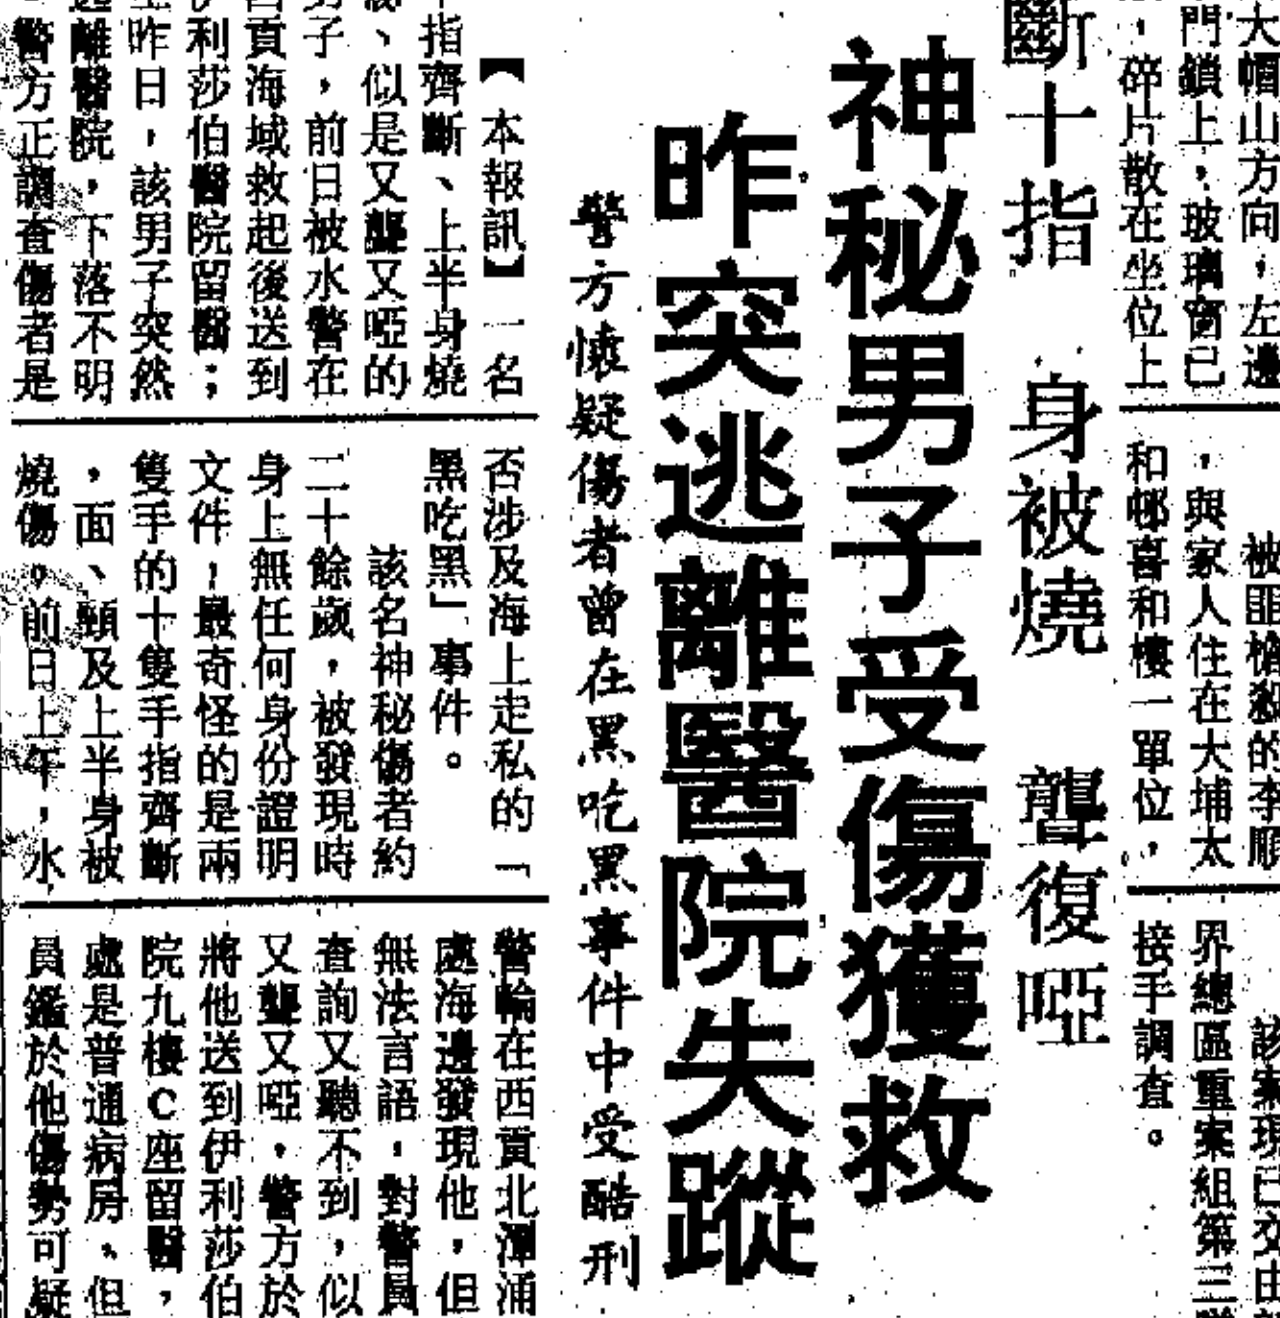 大帽山方向，左邊
門鎖上，玻璃窗已
，碎片散在坐位上
被匪槍殺的李順
，與家人住在大埔太
和邨喜和樓一單位，
該案現已交由
界總區重案組第三
接手調查。
斷十指　身被燒　聾復啞
神秘男子受傷獲救
昨突逃離醫院失蹤
警方懷疑傷者曾在黑吃黑事件中受酷刑
【本報訊】一名
十指齊斷、上半身燒
傷、似是又聾又啞的
男子，前日被水警在
西貢海域救起後送到
伊利莎伯醫院留醫；
至昨日，該男子突然
逃離醫院，下落不明
警方正調查傷者是
否涉及海上走私的「
黑吃黑」事件。
該名神秘傷者約
二十餘歲，被發現時
身上無任何身份證明
文件，最奇怪的是兩
隻手的十隻手指齊斷
，面、頸及上半身被
燒傷。前日上午，水
警輪在西貢北潭涌
處海邊發現他，但
無法言語，對警員
查詢又聽不到，似
又聾又啞，警方於
將他送到伊利莎伯
院九樓C座留醫，
處是普通病房、但
員鑑於他傷勢可疑